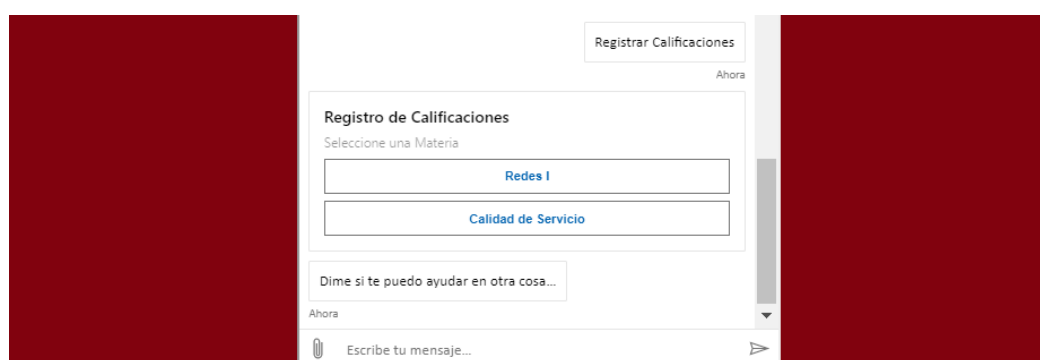 Registrar Calificaciones
Ahora
Registro de Calificaciones
Seleccione una Materia
Redes I
Calidad de Servicio
Dime si te puedo ayudar en otra cosa...
Ahora
Escribe tu mensaje...